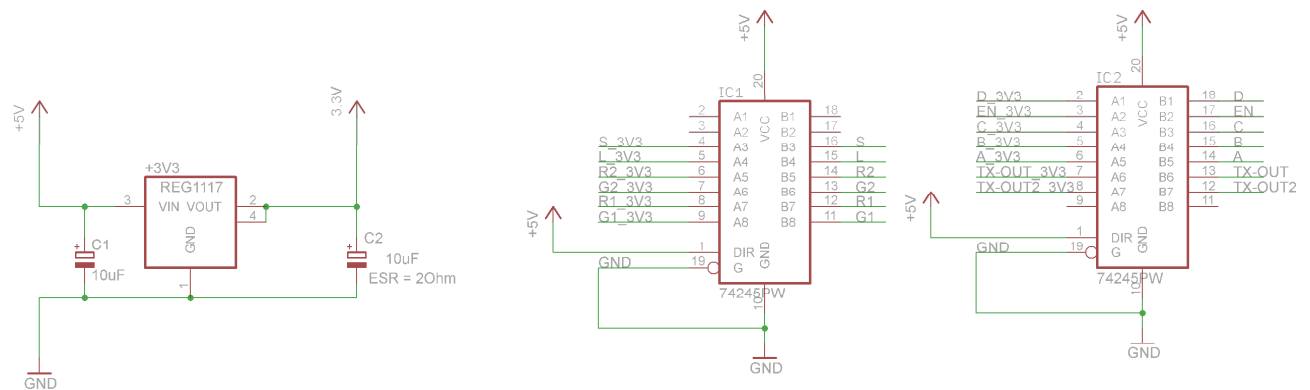 +5V
3.3V
+3V3
REG1117
3 VIN VOUT 2
4
GND
1
C1
10uF
C2
10uF
ESR = 2Ohm
GND
+5V
20
IC1
VCC
2 A1 B1 18
3 A2 B2 17
S_3V3 4 A3 B3 16 S
L_3V3 5 A4 B4 15 L
R2_3V3 6 A5 B5 14 R2
G2_3V3 7 A6 B6 13 G2
R1_3V3 8 A7 B7 12 R1
G1_3V3 9 A8 B8 11 G1
+5V
1 DIR
GND 19 G
GND
74245PW
10
GND
+5V
20
IC2
VCC
D_3V3 2 A1 B1 18 D
EN_3V3 3 A2 B2 17 EN
C_3V3 4 A3 B3 16 C
B_3V3 5 A4 B4 15 B
A_3V3 6 A5 B5 14 A
TX-OUT_3V3 7 A6 B6 13 TX-OUT
TX-OUT2_3V3 8 A7 B7 12 TX-OUT2
9 A8 B8 11
+5V
1 DIR
GND 19 G
GND
74245PW
10
GND